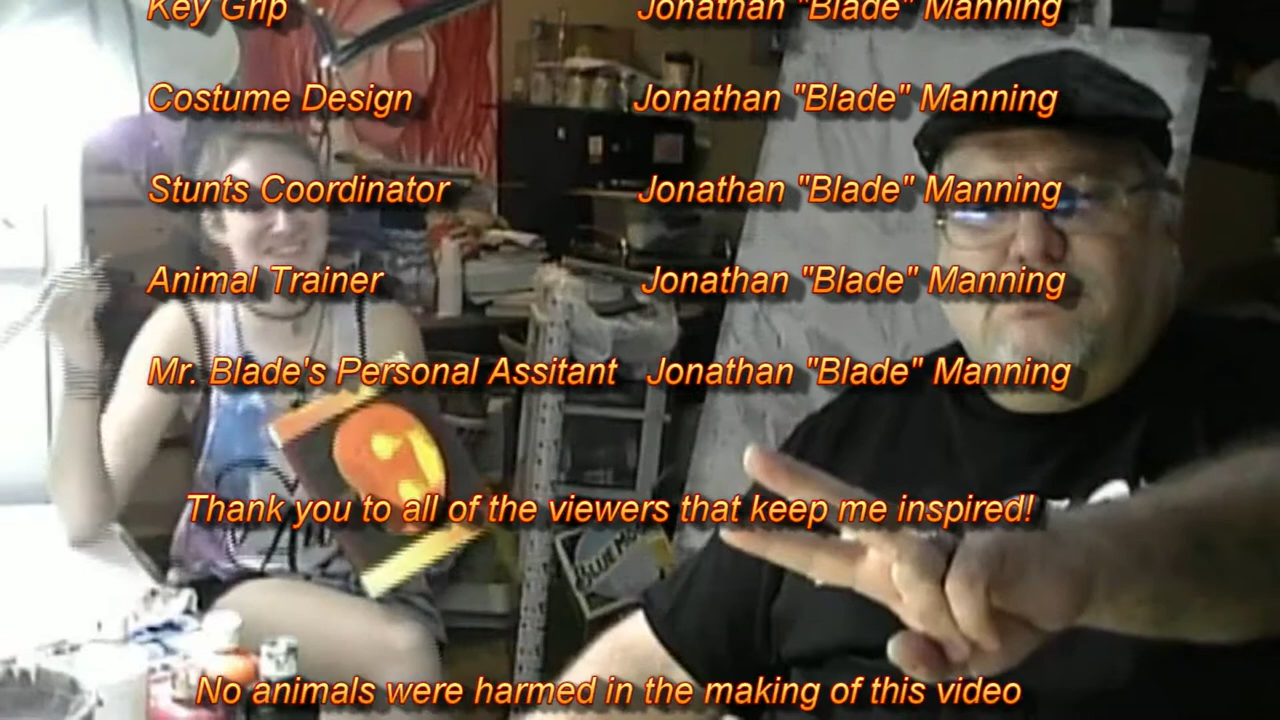 Key Grip Jonathan "Blade" Manning
Costume Design Jonathan "Blade" Manning
Stunts Coordinator Jonathan "Blade" Manning
Animal Trainer Jonathan "Blade" Manning
Mr. Blade's Personal Assitant Jonathan "Blade" Manning
Thank you to all of the viewers that keep me inspired!
BLUE
No animals were harmed in the making of this video